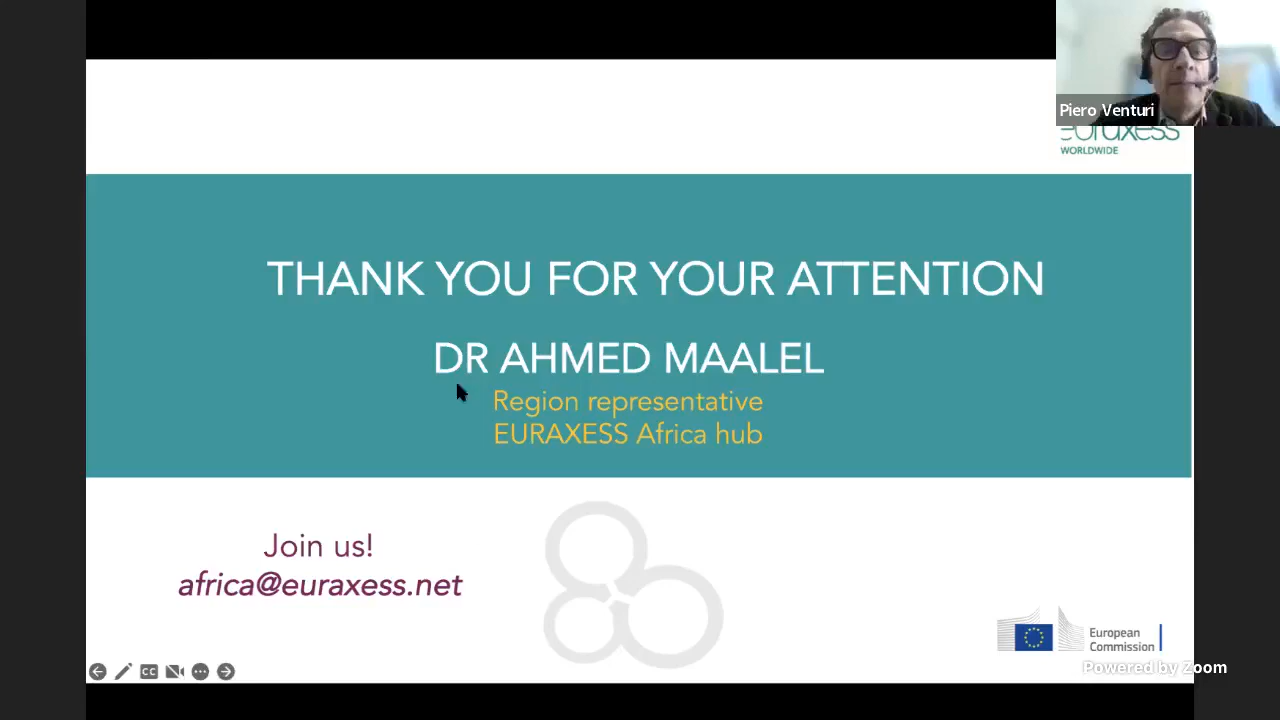 Piero Venturi
euraxess
WORLDWIDE
THANK YOU FOR YOUR ATTENTION
DR AHMED MAALEL
Region representative
EURAXESS Africa hub
Join us!
africa@euraxess.net
European
Commission
CC
Powered by Zoom